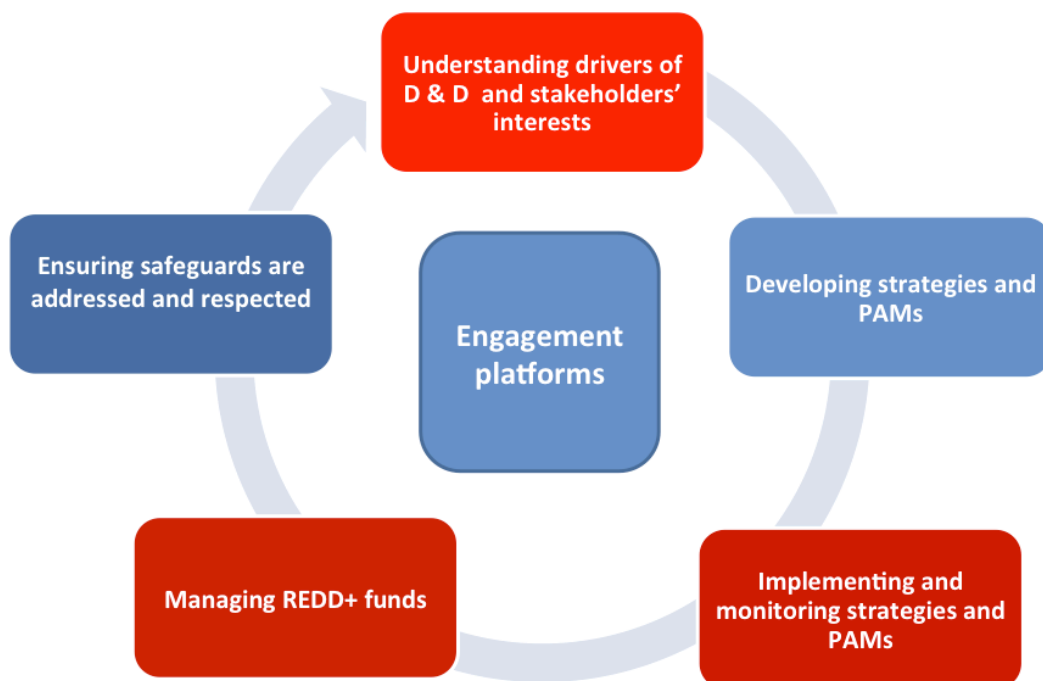 Understanding drivers of
D & D and stakeholders’
interests
Developing strategies and
PAMs
Implementing and
monitoring strategies and
PAMs
Managing REDD+ funds
Ensuring safeguards are
addressed and respected
Engagement
platforms